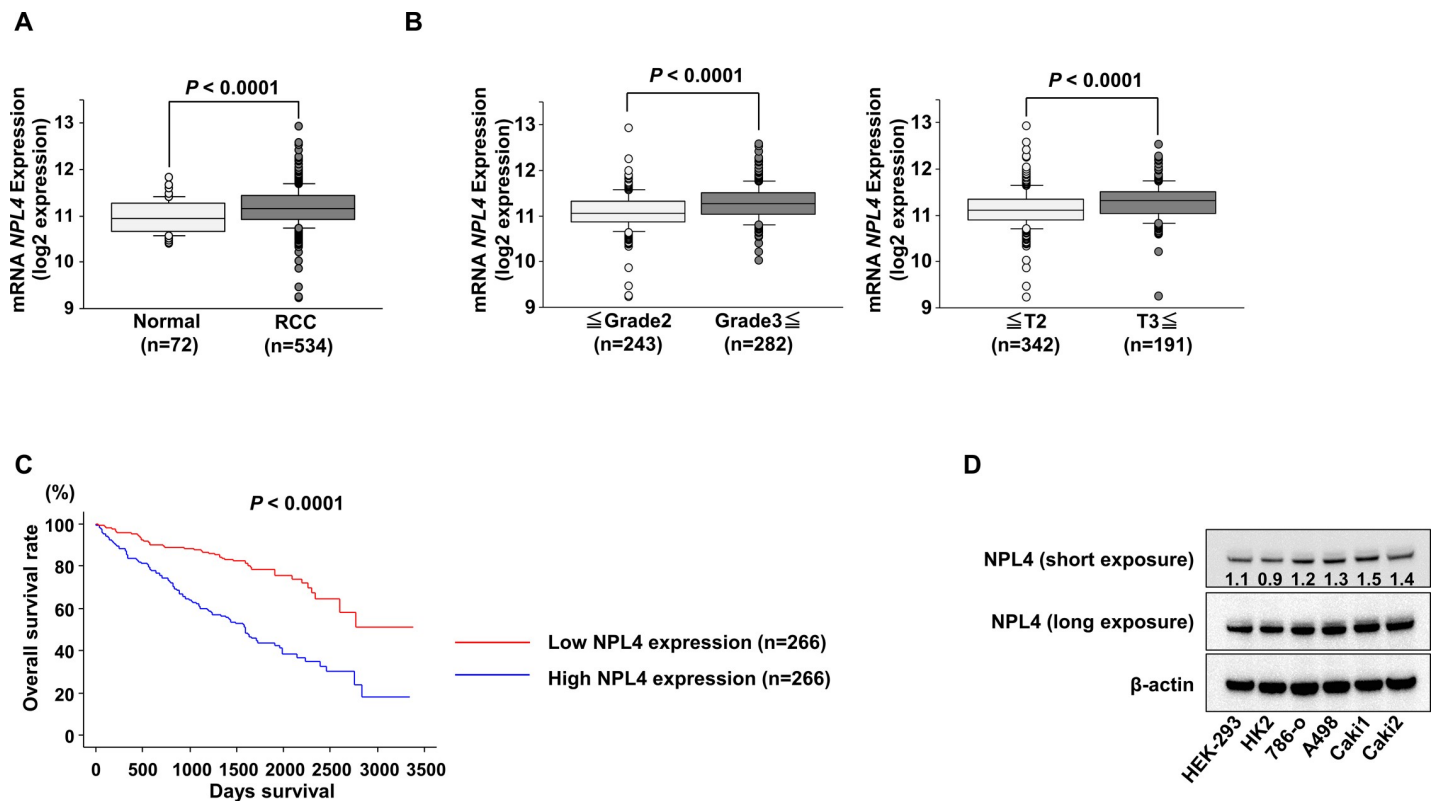 A
P < 0.0001
mRNA NPL4 Expression
(log2 expression)
13
12
11
10
9
Normal
(n=72)
RCC
(n=534)
B
P < 0.0001
mRNA NPL4 Expression
(log2 expression)
13
12
11
10
9
≦Grade2
(n=243)
Grade3≦
(n=282)
P < 0.0001
mRNA NPL4 Expression
(log2 expression)
13
12
11
10
9
≦T2
(n=342)
T3≦
(n=191)
C
(%)
P < 0.0001
Overall survival rate
100
80
60
40
20
0
0 500 1000 1500 2000 2500 3000 3500
Days survival
Low NPL4 expression (n=266)
High NPL4 expression (n=266)
D
NPL4 (short exposure)
1.1 0.9 1.2 1.3 1.5 1.4
NPL4 (long exposure)
β-actin
HEK-293
HK2
786-o
A498
Caki1
Caki2